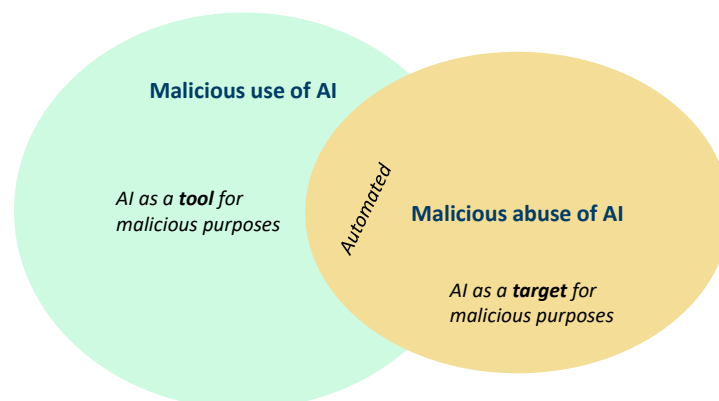 Malicious use of AI
AI as a tool for
malicious purposes
Automated
Malicious abuse of AI
AI as a target for
malicious purposes